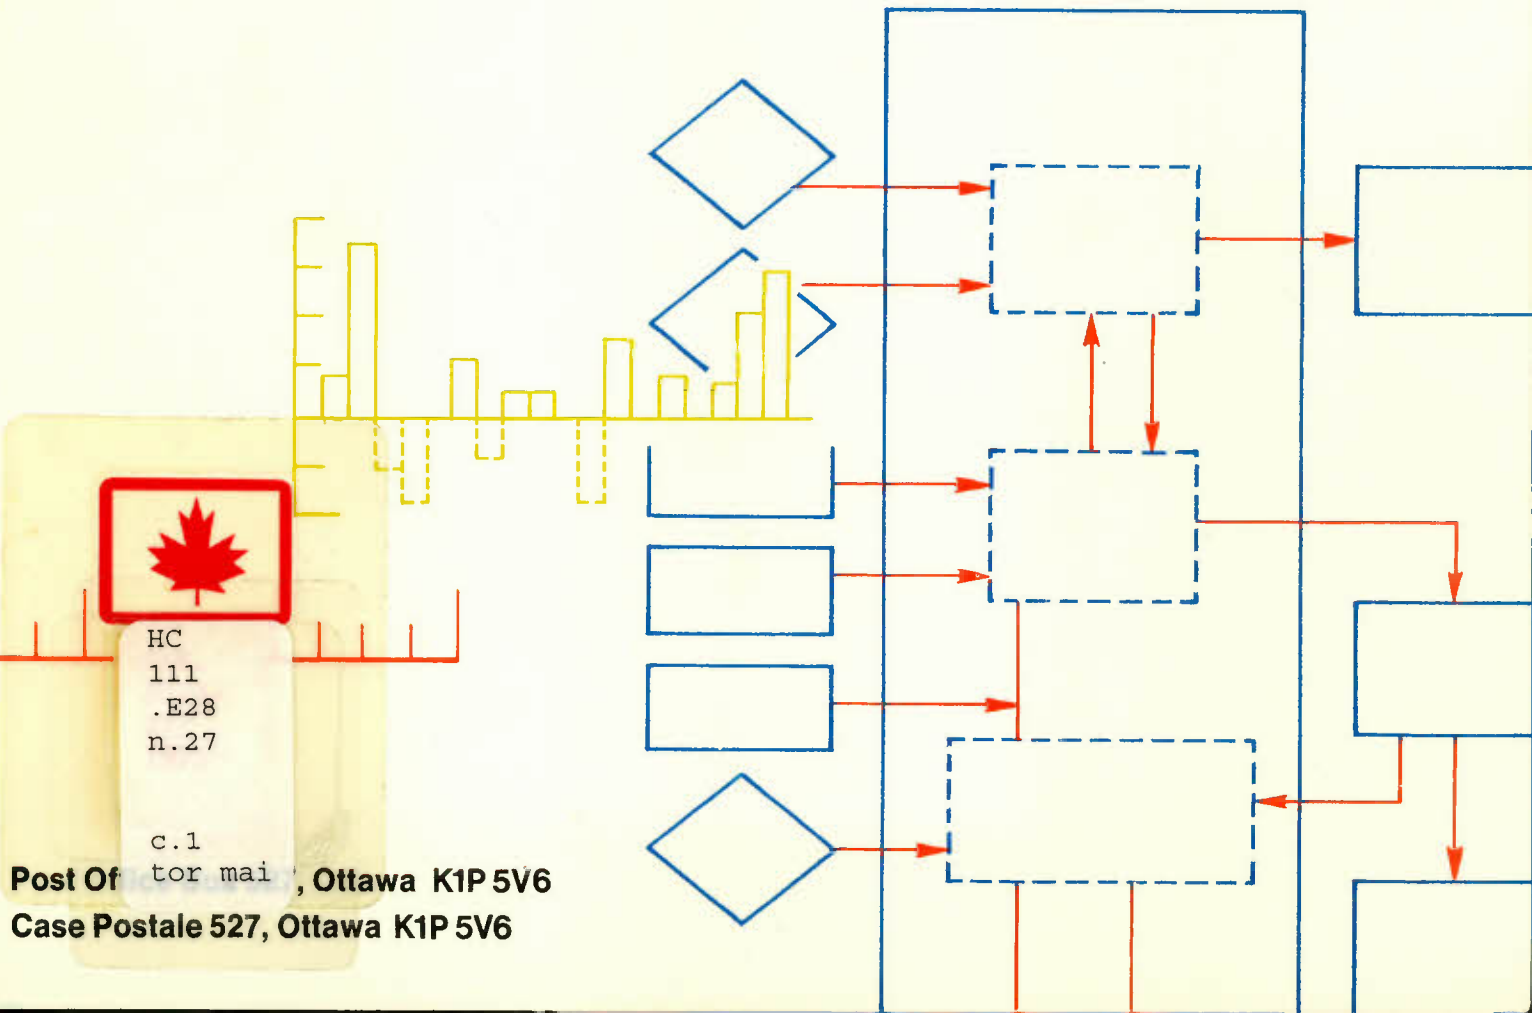 HC
111
.E28
n.27
c.1
tor mai
Post Of , Ottawa K1P 5V6
Case Postale 527, Ottawa K1P 5V6